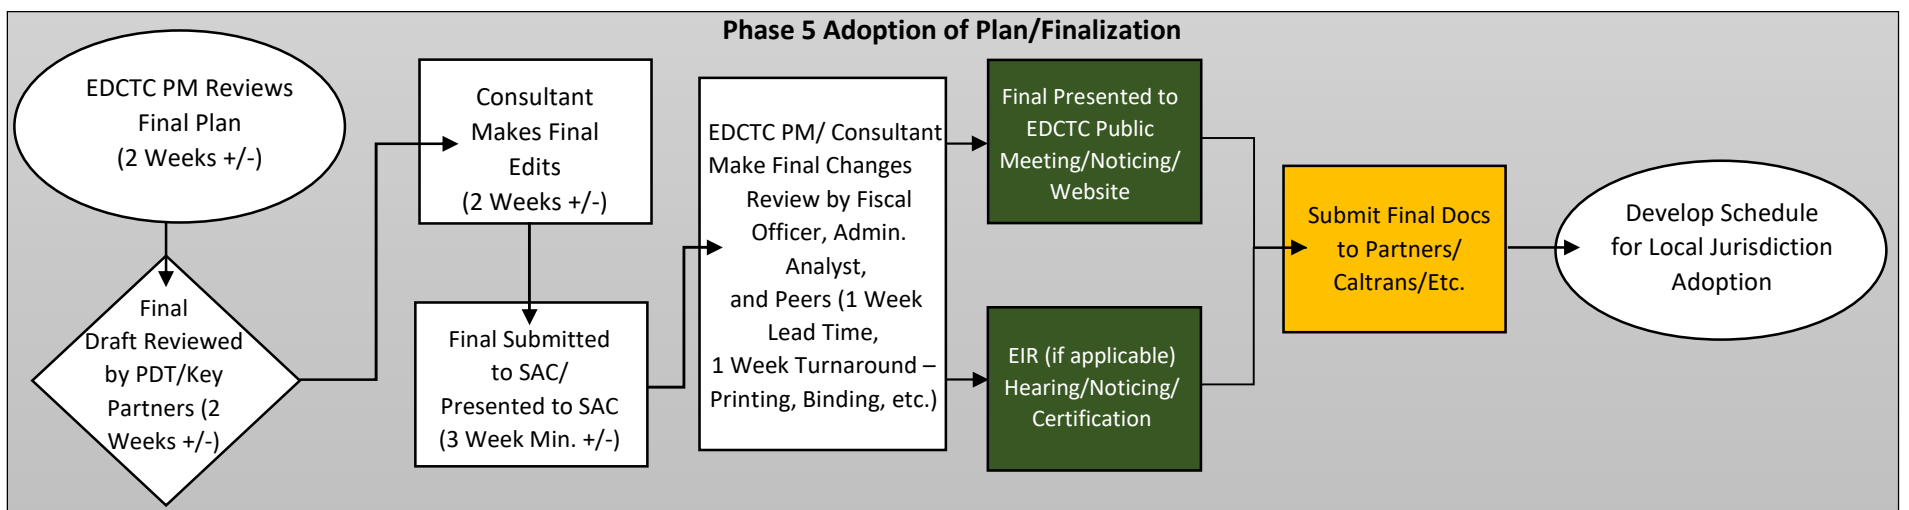 Phase 5 Adoption of Plan/Finalization
EDCTC PM Reviews
Final Plan
(2 Weeks +/-)
Final
Draft Reviewed
by PDT/Key
Partners (2
Weeks +/-)
Consultant
Makes Final
Edits
(2 Weeks +/-)
Final Submitted
to SAC/
Presented to SAC
(3 Week Min. +/-)
EDCTC PM/ Consultant
Make Final Changes
Review by Fiscal
Officer, Admin.
Analyst,
and Peers (1 Week
Lead Time,
1 Week Turnaround –
Printing, Binding, etc.)
Final Presented to
EDCTC Public
Meeting/Noticing/
Website
EIR (if applicable)
Hearing/Noticing/
Certification
Submit Final Docs
to Partners/
Caltrans/Etc.
Develop Schedule
for Local Jurisdiction
Adoption